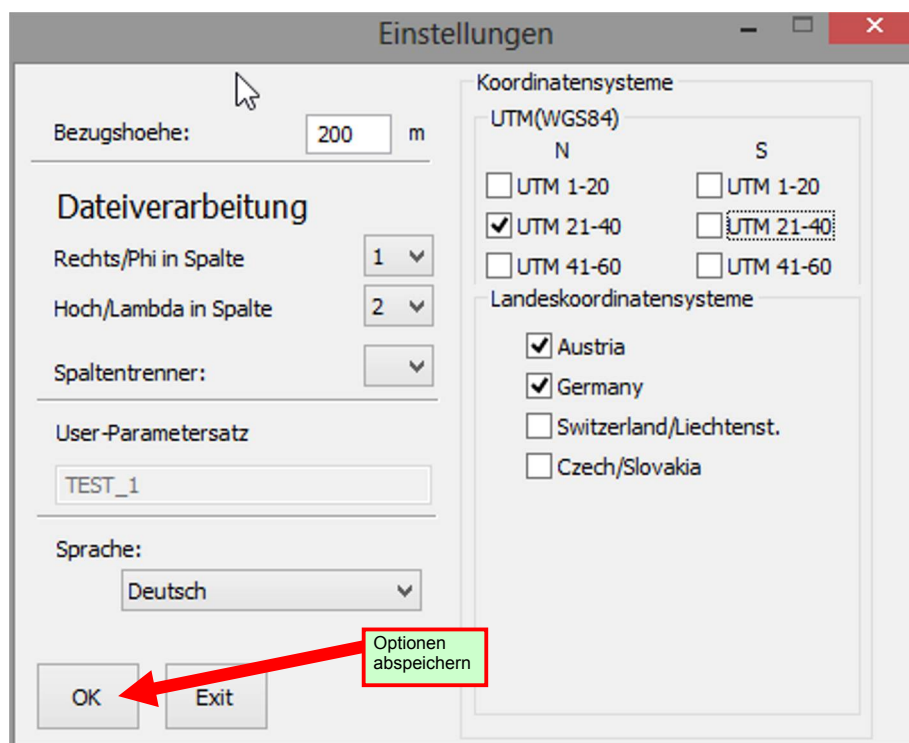 Einstellungen
Bezugshoehe: 200 m
Dateiverarbeitung
Rechts/Phi in Spalte 1
Hoch/Lambda in Spalte 2
Spaltentrenner:
User-Parametersatz
TEST_1
Sprache:
Deutsch
OK Exit
Optionen
abspeichern
Koordinatensysteme
UTM(WGS84)
N S
UTM 1-20 UTM 1-20
UTM 21-40 UTM 21-40
UTM 41-60 UTM 41-60
Landeskoordinatensysteme
Austria
Germany
Switzerland/Liechtenst.
Czech/Slovakia